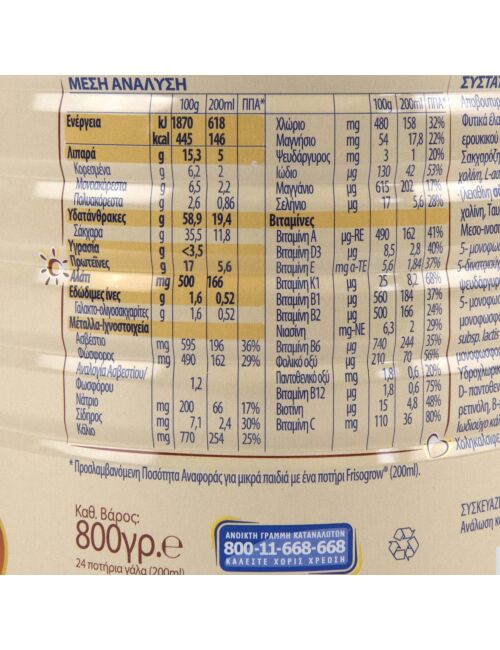 ΜΕΣΗ ΑΝΑΛΥΣΗ
100g 200ml ΠΠΑ*
Ενέργεια kJ 1870 618
kcal 445 146
Λιπαρά g 15,3 5
Κορεσμένα g 6,2 2
Μονοακόρεστα g 6,5 2,2
Πολυακόρεστα g 2,6 0,86
Υδατάνθρακες g 58,9 19,4
Σάκχαρα g 35,5 11,8
Υγρασία g <3,5
Πρωτεΐνες g 17 5.6
Αλάτι mg 500 166
Εδώδιμες ίνες g 1,6 0,52
Γαλακτο-ολιγοσακχαρίτες g 1,6 0,52
Μέταλλα-Ιχνοστοιχεία
Ασβέστιο mg 595 196 36%
Φώσφορος mg 490 162 29%
Αναλογία Ασβεστίου/
Φωσφόρου 1,2
Νάτριο mg 200 66 17%
Σίδηρος mg 7,1 2,4 30%
Κάλιο mg 770 254 25%
100g 200ml ΠΠΑ*
Χλώριο mg 480 158 32%
Μαγνήσιο mg 54 17,8 22%
Ψευδάργυρος mg 3 1 20%
Ιώδιο μg 130 42 53%
Μαγγάνιο μg 615 202 17%
Σελήνιο μg 17 5,6 28%
Βιταμίνες
Βιταμίνη A μg-RE 490 162 41%
Βιταμίνη D3 μg 8,5 2,8 40%
Βιταμίνη E mg a-TE 5,6 1,84 37%
Βιταμίνη K1 μg 25 8,2 68%
Βιταμίνη B1 μg 560 184 37%
Βιταμίνη B2 μg 500 166 24%
Νιασίνη mg-NE 6,3 2 29%
Βιταμίνη B6 μg 740 244 35%
Φολικό οξύ μg 210 70 56%
Παντοθενικό οξύ mg 1,8 0,6 20%
Βιταμίνη B12 μg 1,8 0,6 75%
Βιοτίνη μg 15 4,8 48%
Βιταμίνη C mg 110 36 80%
*Προσλαμβανόμενη Ποσότητα Αναφοράς για μικρά παιδιά με ένα ποτήρι Frisogrow® (200ml).
Καθ. Βάρος:
800γρ.e
24 ποτήρια γάλα (200ml)
ΑΝΟΙΚΤΗ ΓΡΑΜΜΗ ΚΑΤΑΝΑΛΩΤΩΝ
800-11-668-668
ΚΑΛΕΣΤΕ ΧΩΡΙΣ ΧΡΕΩΣΗ
Φυτικά
χολίνη,
subsp. lactis
ΣΥΣΚΕΥΑΖ
Ανάλωση